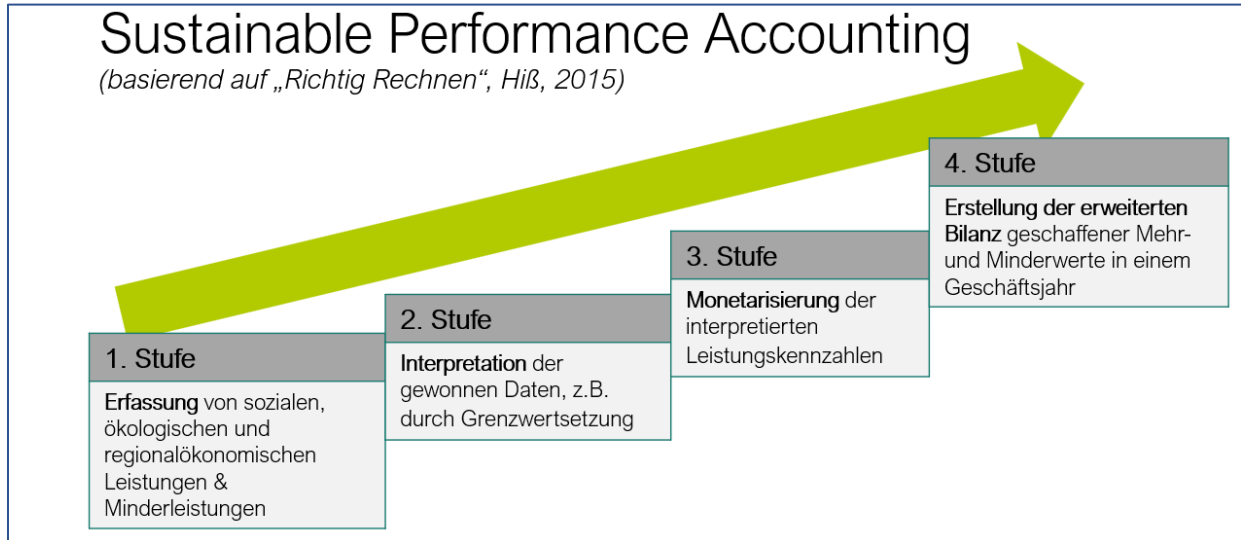 Sustainable Performance Accounting
(basierend auf „Richtig Rechnen“, Hiß, 2015)
1. Stufe
Erfassung von sozialen,
ökologischen und
regionalökonomischen
Leistungen &
Minderleistungen
2. Stufe
Interpretation der
gewonnen Daten, z.B.
durch Grenzwertsetzung
3. Stufe
Monetarisierung der
interpretierten
Leistungskennzahlen
4. Stufe
Erstellung der erweiterten
Bilanz geschaffener Mehr-
und Minderwerte in einem
Geschäftsjahr